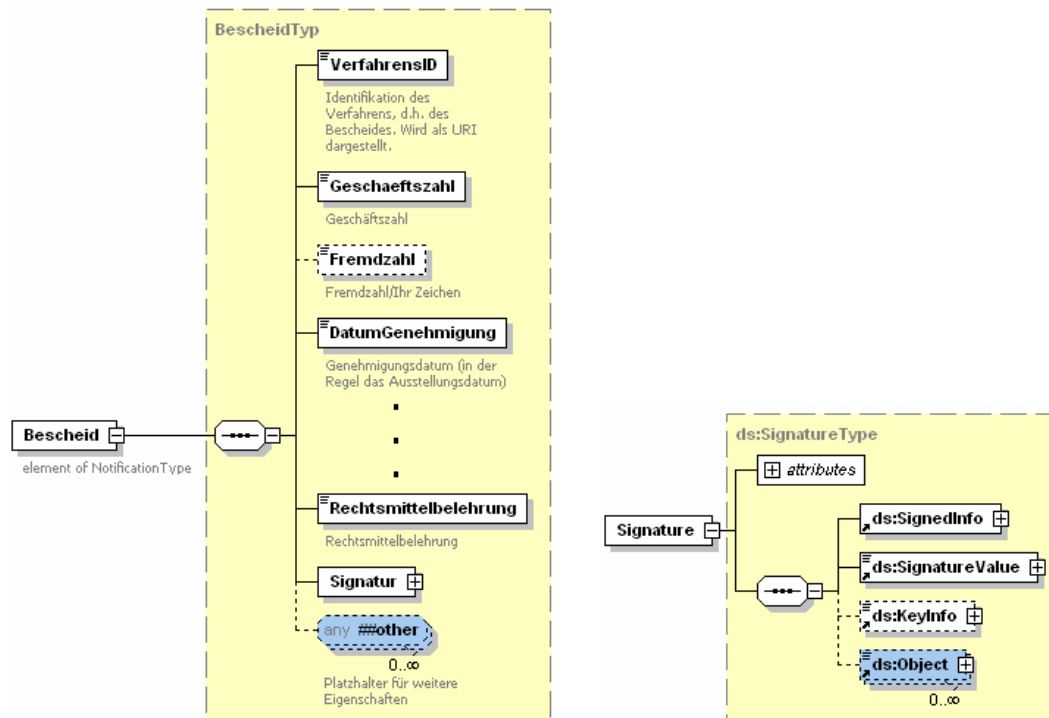 BescheidTyp
VerfahrensID
Identifikation des
Verfahrens, d.h. des
Bescheides. Wird als URI
dargestellt.
Geschaeftszahl
Geschäftszahl
Fremdzahl
Fremdzahl/Ihr Zeichen
DatumGenehmigung
Genehmigungsdatum (in der
Regel das Ausstellungsdatum)
Bescheid
element of NotificationType
Rechtsmittelbelehrung
Rechtsmittelbelehrung
Signatur
any ##other
0..∞
Platzhalter für weitere
Eigenschaften
ds:SignatureType
attributes
Signature
ds:SignedInfo
ds:SignatureValue
ds:KeyInfo
ds:Object
0..∞